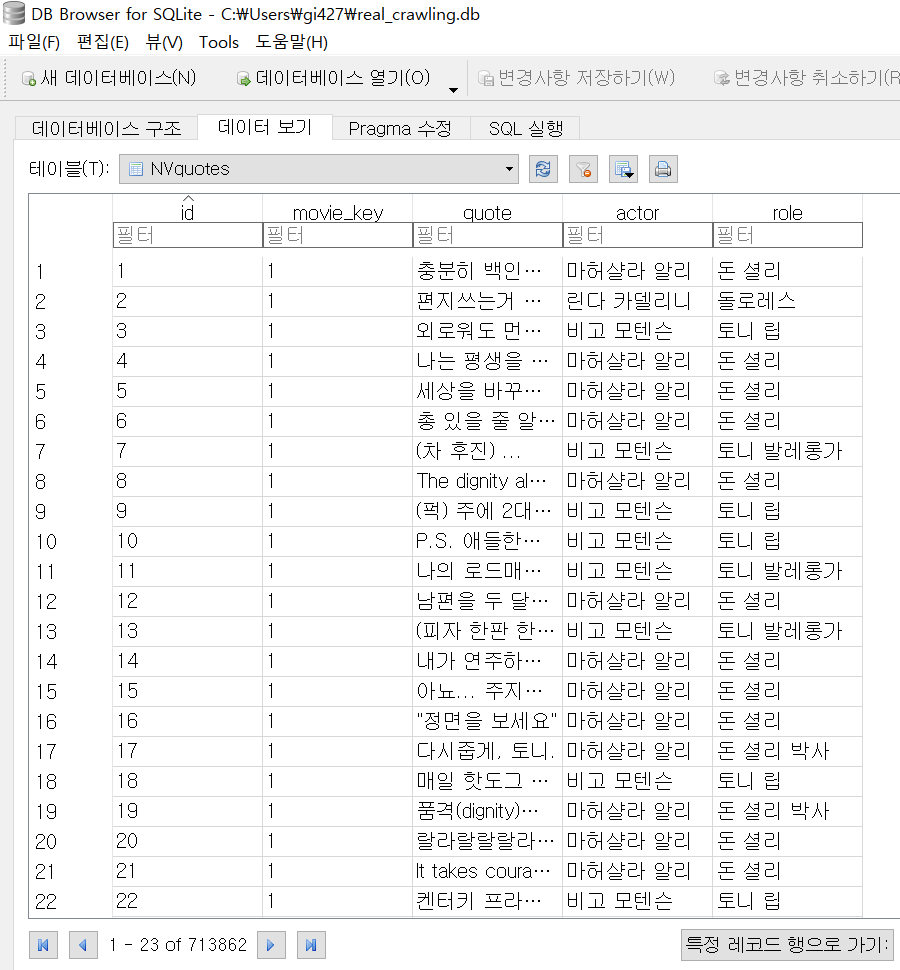 DB Browser for SQLite - C:₩Users₩gi427₩real_crawling.db
파일(F) 편집(E) 뷰(V) Tools 도움말(H)
새 데이터베이스(N) 데이터베이스 열기(O) 변경사항 저장하기(W) 변경사항 취소하기(R
데이터베이스 구조 데이터 보기 Pragma 수정 SQL 실행
테이블(T): NVquotes
id movie_key quote actor role
필터 필터 필터 필터 필터
1 1 1 충분히 백인… 마허샬라 알리 돈 셜리
2 2 1 편지쓰는거 … 린다 카델리니 돌로레스
3 3 1 외로워도 먼… 비고 모텐슨 토니 립
4 4 1 나는 평생을 … 마허샬라 알리 돈 셜리
5 5 1 세상을 바꾸… 마허샬라 알리 돈 셜리
6 6 1 총 있을 줄 알… 마허샬라 알리 돈 셜리
7 7 1 (차 후진) ... 비고 모텐슨 토니 발레롱가
8 8 1 The dignity al… 마허샬라 알리 돈 셜리
9 9 1 (퍽) 주에 2대… 비고 모텐슨 토니 립
10 10 1 P.S. 애들한… 비고 모텐슨 토니 립
11 11 1 나의 로드매… 비고 모텐슨 토니 발레롱가
12 12 1 남편을 두 달… 마허샬라 알리 돈 셜리
13 13 1 (피자 한판 한… 비고 모텐슨 토니 발레롱가
14 14 1 내가 연주하… 마허샬라 알리 돈 셜리
15 15 1 아뇨... 주지… 마허샬라 알리 돈 셜리
16 16 1 "정면을 보세요" 마허샬라 알리 돈 셜리
17 17 1 다시줍게, 토니. 마허샬라 알리 돈 셜리 박사
18 18 1 매일 핫도그 … 비고 모텐슨 토니 립
19 19 1 품격(dignity)… 마허샬라 알리 돈 셜리 박사
20 20 1 랄라랄랄랄라… 마허샬라 알리 돈 셜리
21 21 1 It takes coura… 마허샬라 알리 돈 셜리
22 22 1 켄터키 프라… 비고 모텐슨 토니 립
1 - 23 of 713862 특정 레코드 행으로 가기: